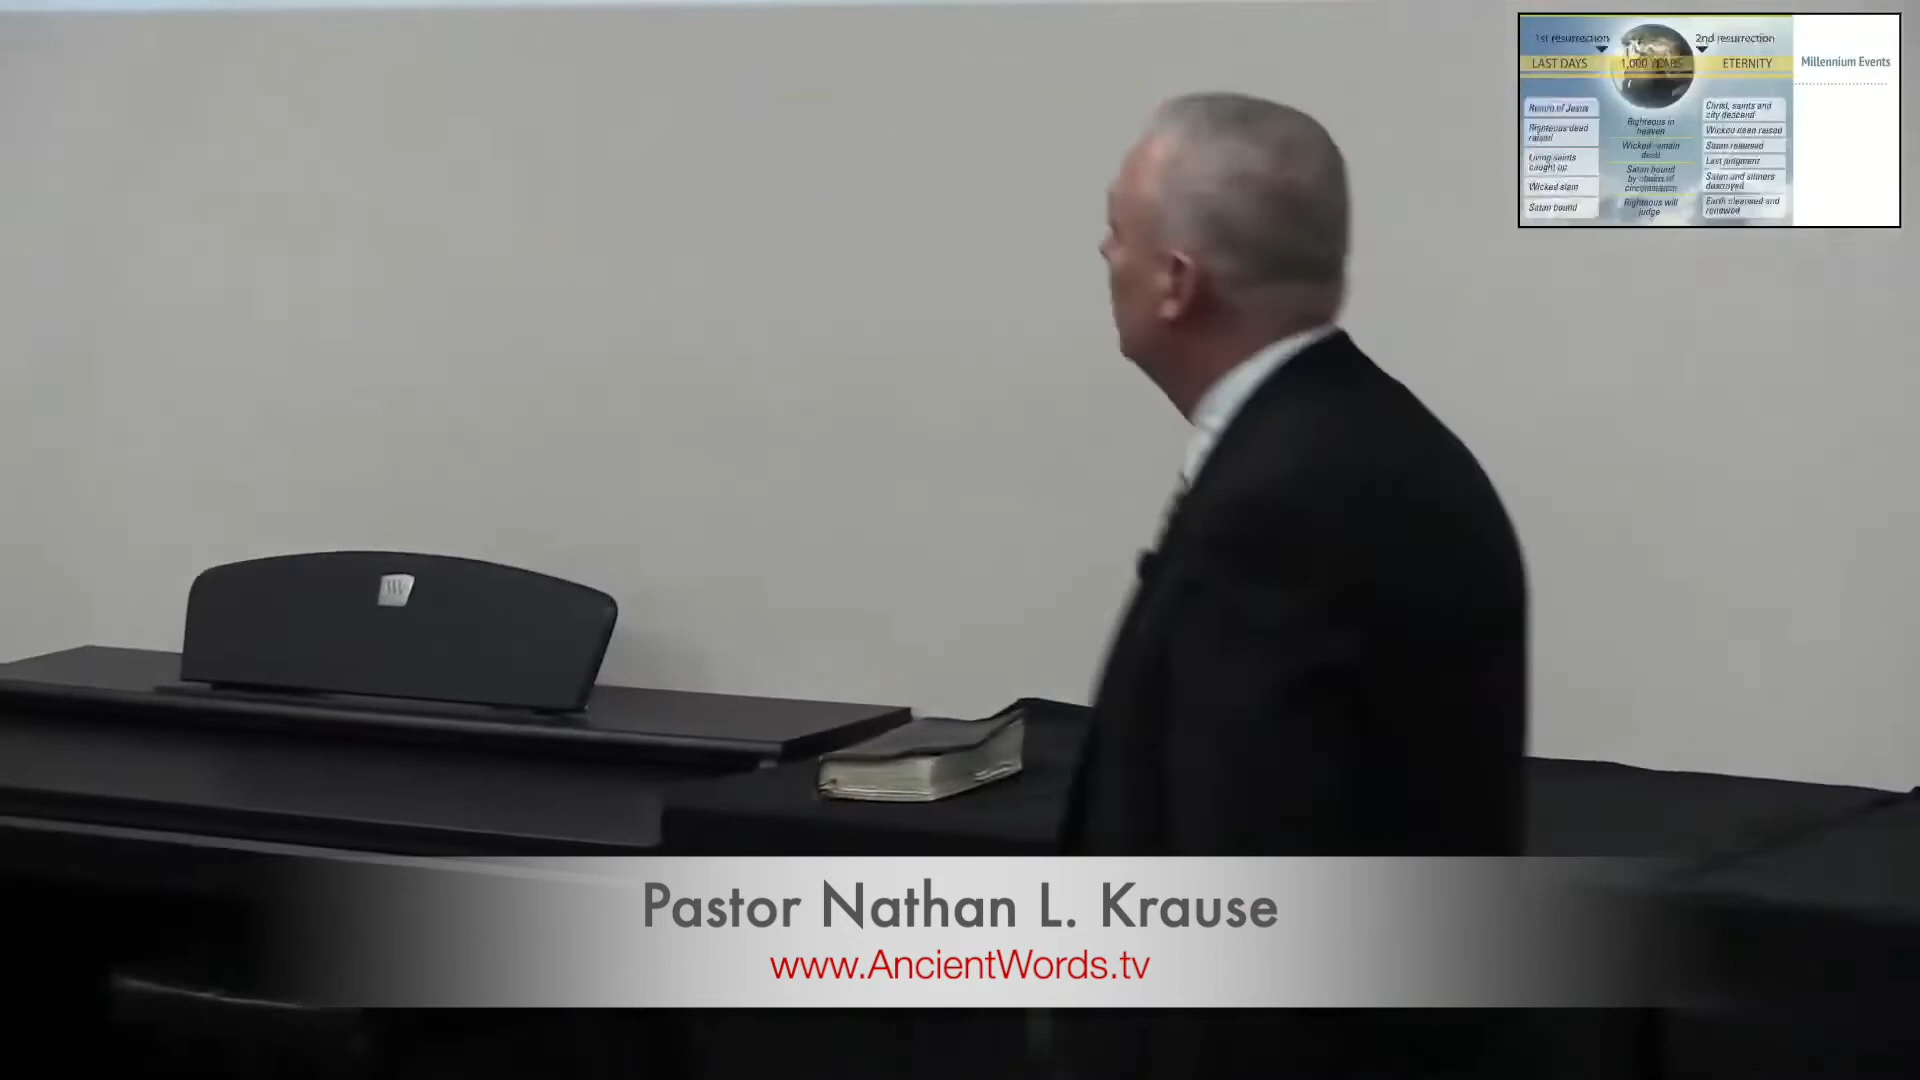 1st resurrection
2nd resurrection
LAST DAYS
1,000 YEARS
ETERNITY
Millennium Events
Return of Jesus
Righteous dead
raised
Living saints
caught up
Wicked slain
Satan bound
Righteous in
heaven
Wicked remain
dead
Satan bound
by chains of
circumstances
Righteous will
judge
Christ, saints and
city descend
Wicked dead raised
Satan released
Last judgment
Satan and sinners
destroyed
Earth cleansed and
renewed
W
Pastor Nathan L. Krause
www.AncientWords.tv